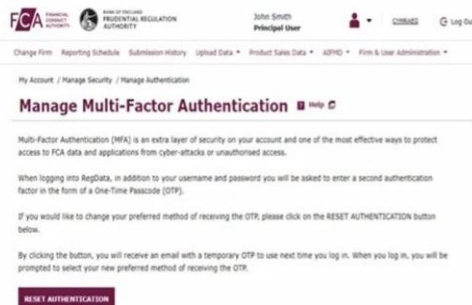 FCA FINANCIAL CONDUCT AUTHORITY
BANK OF ENGLAND PRUDENTIAL REGULATION AUTHORITY
John Smith
Principal User
CYMRAEG
Log Ou
Change Firm Reporting Schedule Submission History Upload Data Product Sales Data AIFMD Firm & User Administration
My Account / Manage Security / Manage Authentication
Manage Multi-Factor Authentication ? Help
Multi-Factor Authentication (MFA) is an extra layer of security on your account and one of the most effective ways to protect
access to FCA data and applications from cyber-attacks or unauthorised access.
When logging into RegData, in addition to your username and password you will be asked to enter a second authentication
factor in the form of a One-Time Passcode (OTP).
If you would like to change your preferred method of receiving the OTP, please click on the RESET AUTHENTICATION button
below.
By clicking the button, you will receive an email with a temporary OTP to use next time you log in. When you log in, you will be
prompted to select your new preferred method of receiving the OTP.
RESET AUTHENTICATION